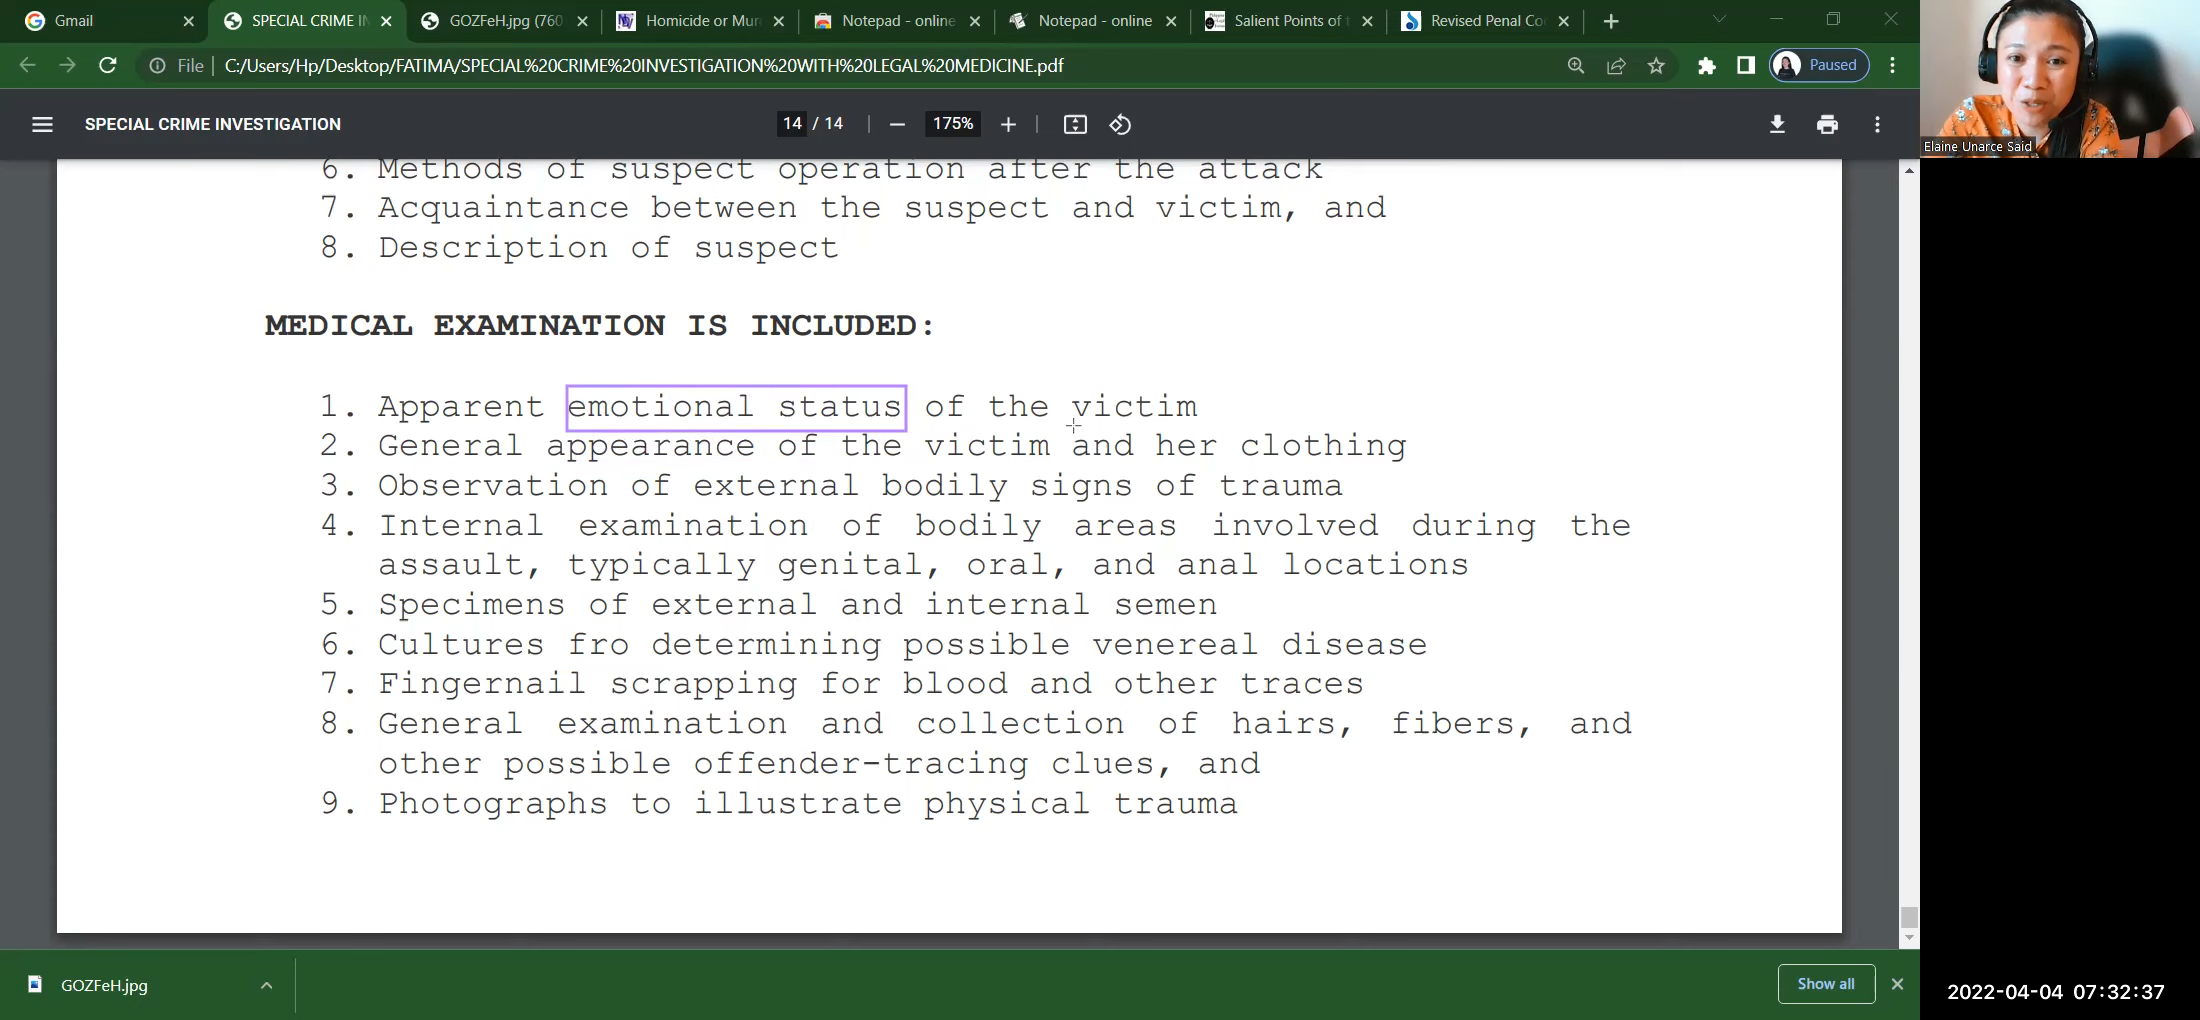 Gmail
SPECIAL CRIME IN
GOZFeH.jpg (760
Homicide or Mur
Notepad - online
Notepad - online
Salient Points of t
Revised Penal Co
File | C:/Users/Hp/Desktop/FATIMA/SPECIAL%20CRIME%20INVESTIGATION%20WITH%20LEGAL%20MEDICINE.pdf
Paused
Elaine Unarce Said
SPECIAL CRIME INVESTIGATION
14 / 14
175%
6. Methods of suspect operation after the attack
7. Acquaintance between the suspect and victim, and
8. Description of suspect
MEDICAL EXAMINATION IS INCLUDED:
1. Apparent emotional status of the victim
2. General appearance of the victim and her clothing
3. Observation of external bodily signs of trauma
4. Internal examination of bodily areas involved during the
assault, typically genital, oral, and anal locations
5. Specimens of external and internal semen
6. Cultures fro determining possible venereal disease
7. Fingernail scrapping for blood and other traces
8. General examination and collection of hairs, fibers, and
other possible offender-tracing clues, and
9. Photographs to illustrate physical trauma
GOZFeH.jpg
Show all
2022-04-04 07:32:37